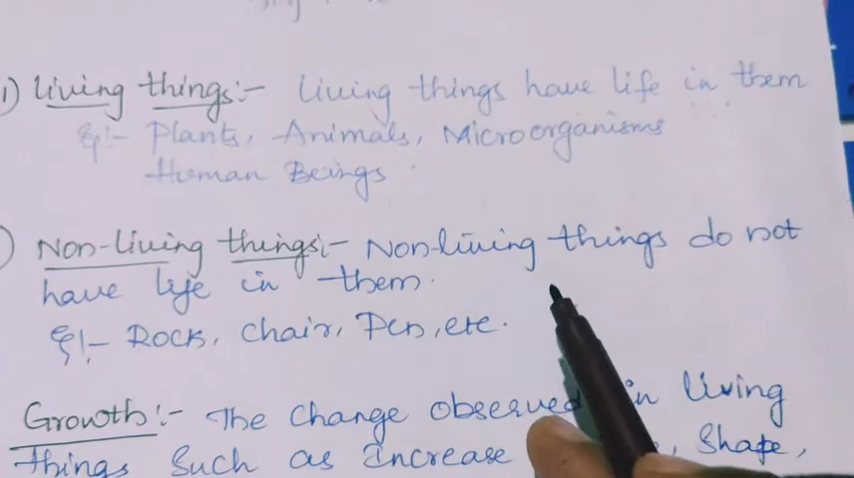 1) Living things:- Living things have life in them
Eg:- Plants, Animals, Microorganisms
Human Beings
) Non-living things:- Non-living things do not
have life in them.
Eg:- Rock, Chair, Pen, etc.
Growth:- The change observed in living
things such as increase shape,